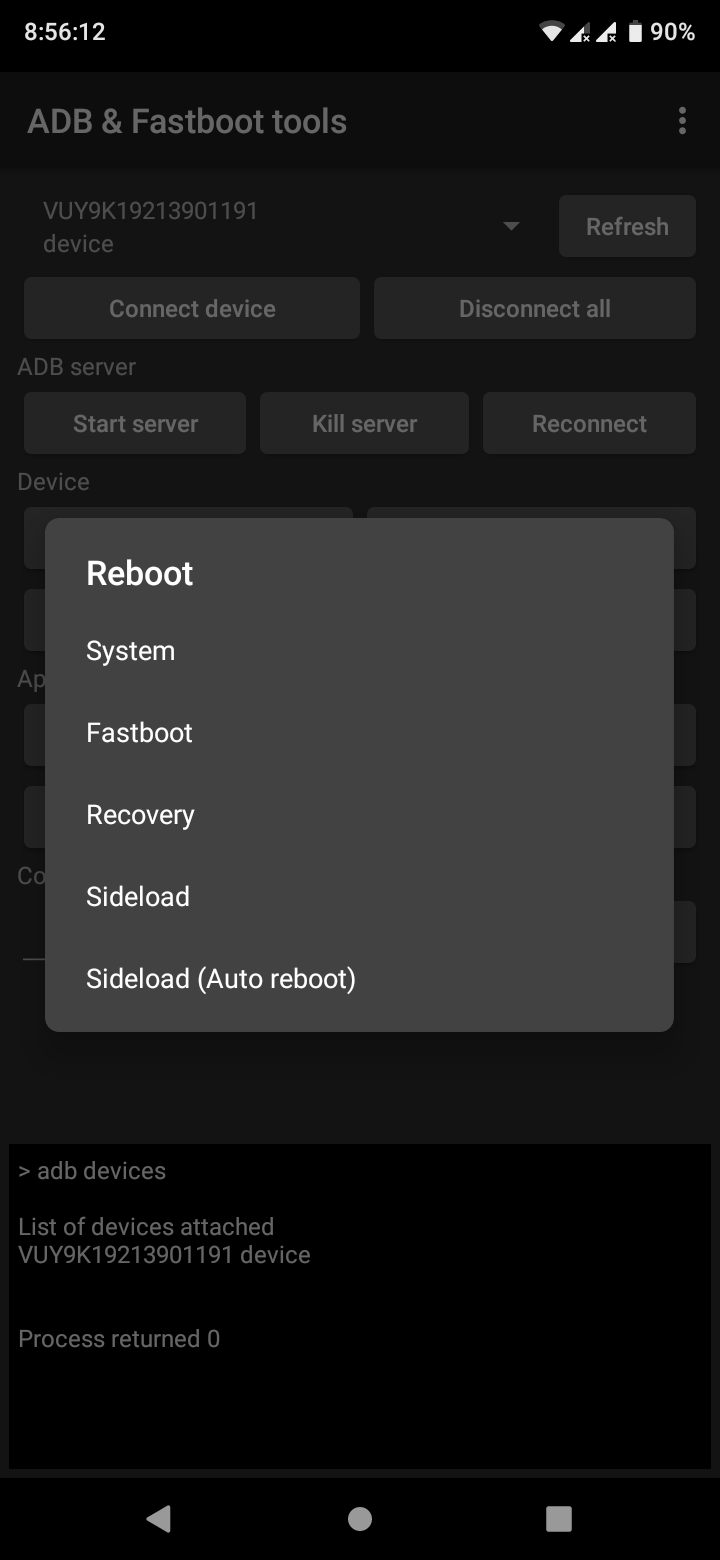 8:56:12
90%
ADB & Fastboot tools
VUY9K19213901191
device
Refresh
Connect device
Disconnect all
ADB server
Start server
Kill server
Reconnect
Device
Reboot
System
Fastboot
Ap
Recovery
Co
Sideload
Sideload (Auto reboot)
> adb devices
List of devices attached
VUY9K19213901191 device
Process returned 0